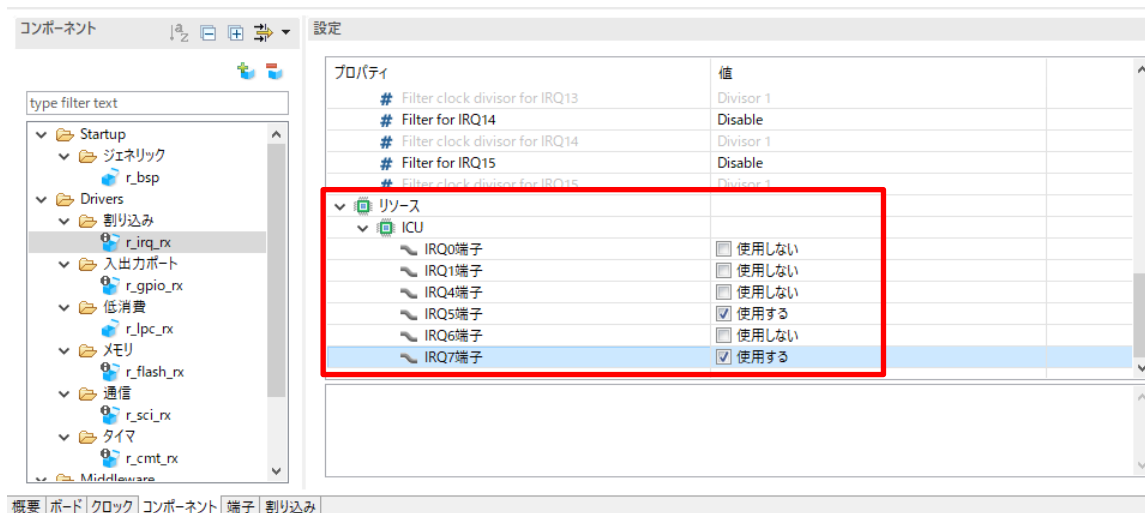 コンポーネント
設定
type filter text
Startup
ジェネリック
r_bsp
Drivers
割り込み
r_irq_rx
入出力ポート
r_gpio_rx
低消費
r_lpc_rx
メモリ
r_flash_rx
通信
r_sci_rx
タイマ
r_cmt_rx
Middleware
プロパティ 値
# Filter clock divisor for IRQ13 Divisor 1
# Filter for IRQ14 Disable
# Filter clock divisor for IRQ14 Divisor 1
# Filter for IRQ15 Disable
# Filter clock divisor for IRQ15 Divisor 1
リソース
ICU
IRQ0端子 使用しない
IRQ1端子 使用しない
IRQ4端子 使用しない
IRQ5端子 使用する
IRQ6端子 使用しない
IRQ7端子 使用する
概要 ボード クロック コンポーネント 端子 割り込み